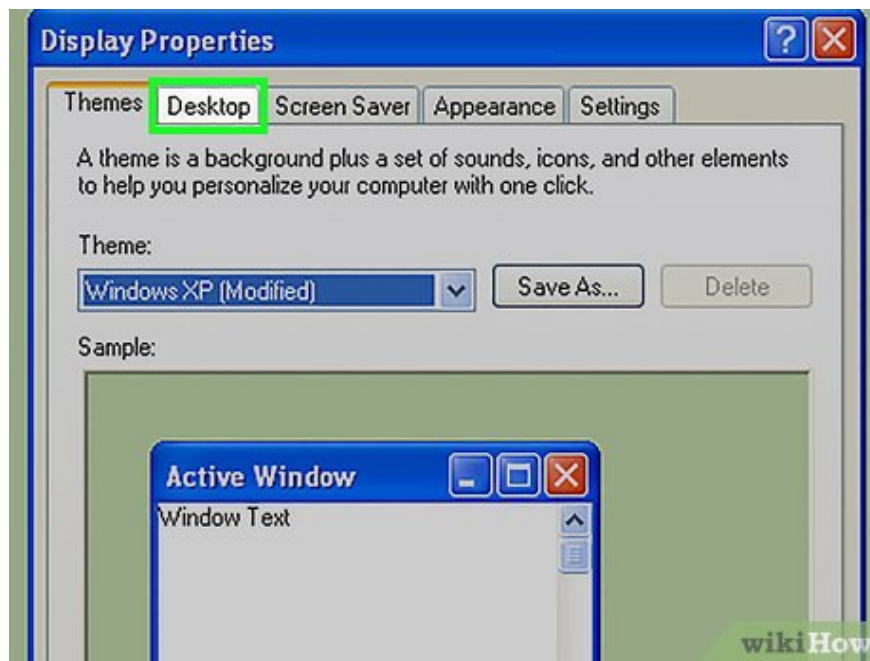 Display Properties
Themes Desktop Screen Saver Appearance Settings
A theme is a background plus a set of sounds, icons, and other elements
to help you personalize your computer with one click.
Theme:
Windows XP (Modified) Save As... Delete
Sample:
Active Window
Window Text
wikiHow